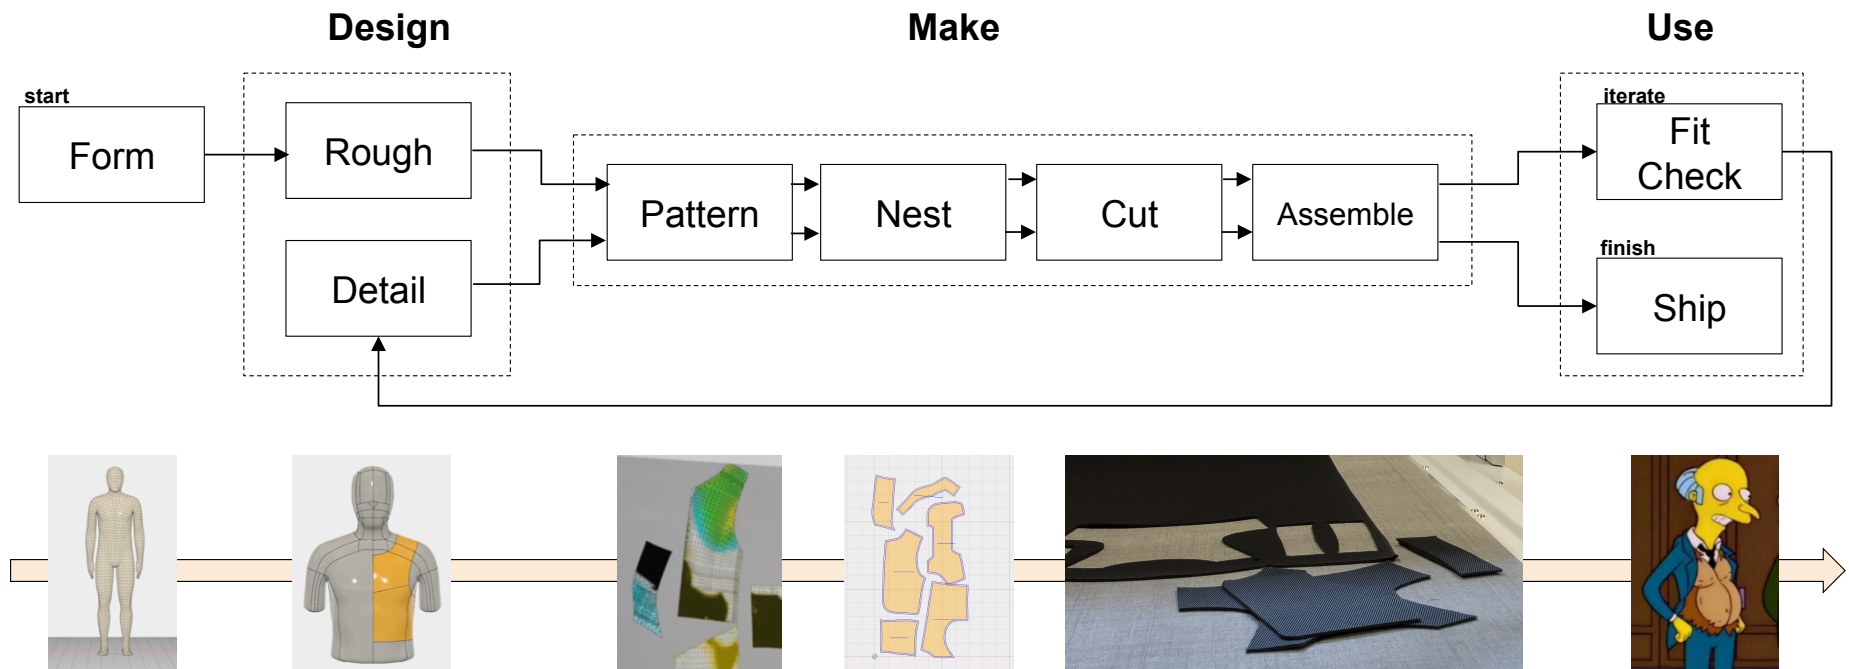 Design
Make
Use
start
Form
Rough
Detail
Pattern
Nest
Cut
Assemble
iterate
Fit
Check
finish
Ship